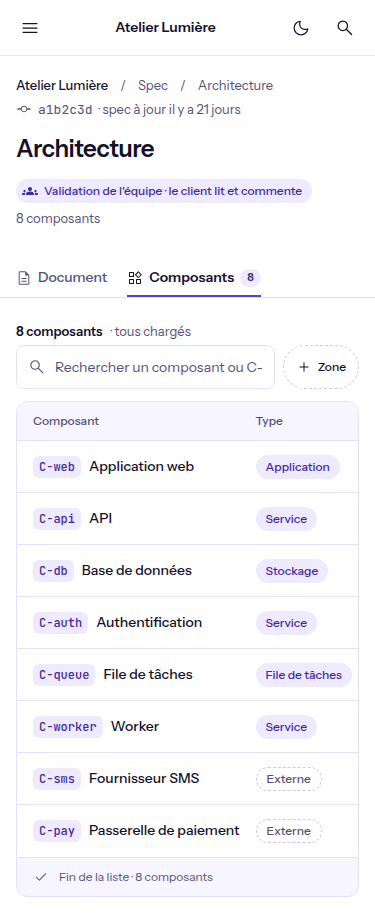 Atelier Lumière
Atelier Lumière / Spec / Architecture
a1b2c3d · spec à jour il y a 21 jours
Architecture
Validation de l'équipe · le client lit et commente
8 composants
Document Composants 8
8 composants · tous chargés
Rechercher un composant ou C-
Zone
Composant Type
C-web Application web Application
C-api API Service
C-db Base de données Stockage
C-auth Authentification Service
C-queue File de tâches File de tâches
C-worker Worker Service
C-sms Fournisseur SMS Externe
C-pay Passerelle de paiement Externe
Fin de la liste · 8 composants